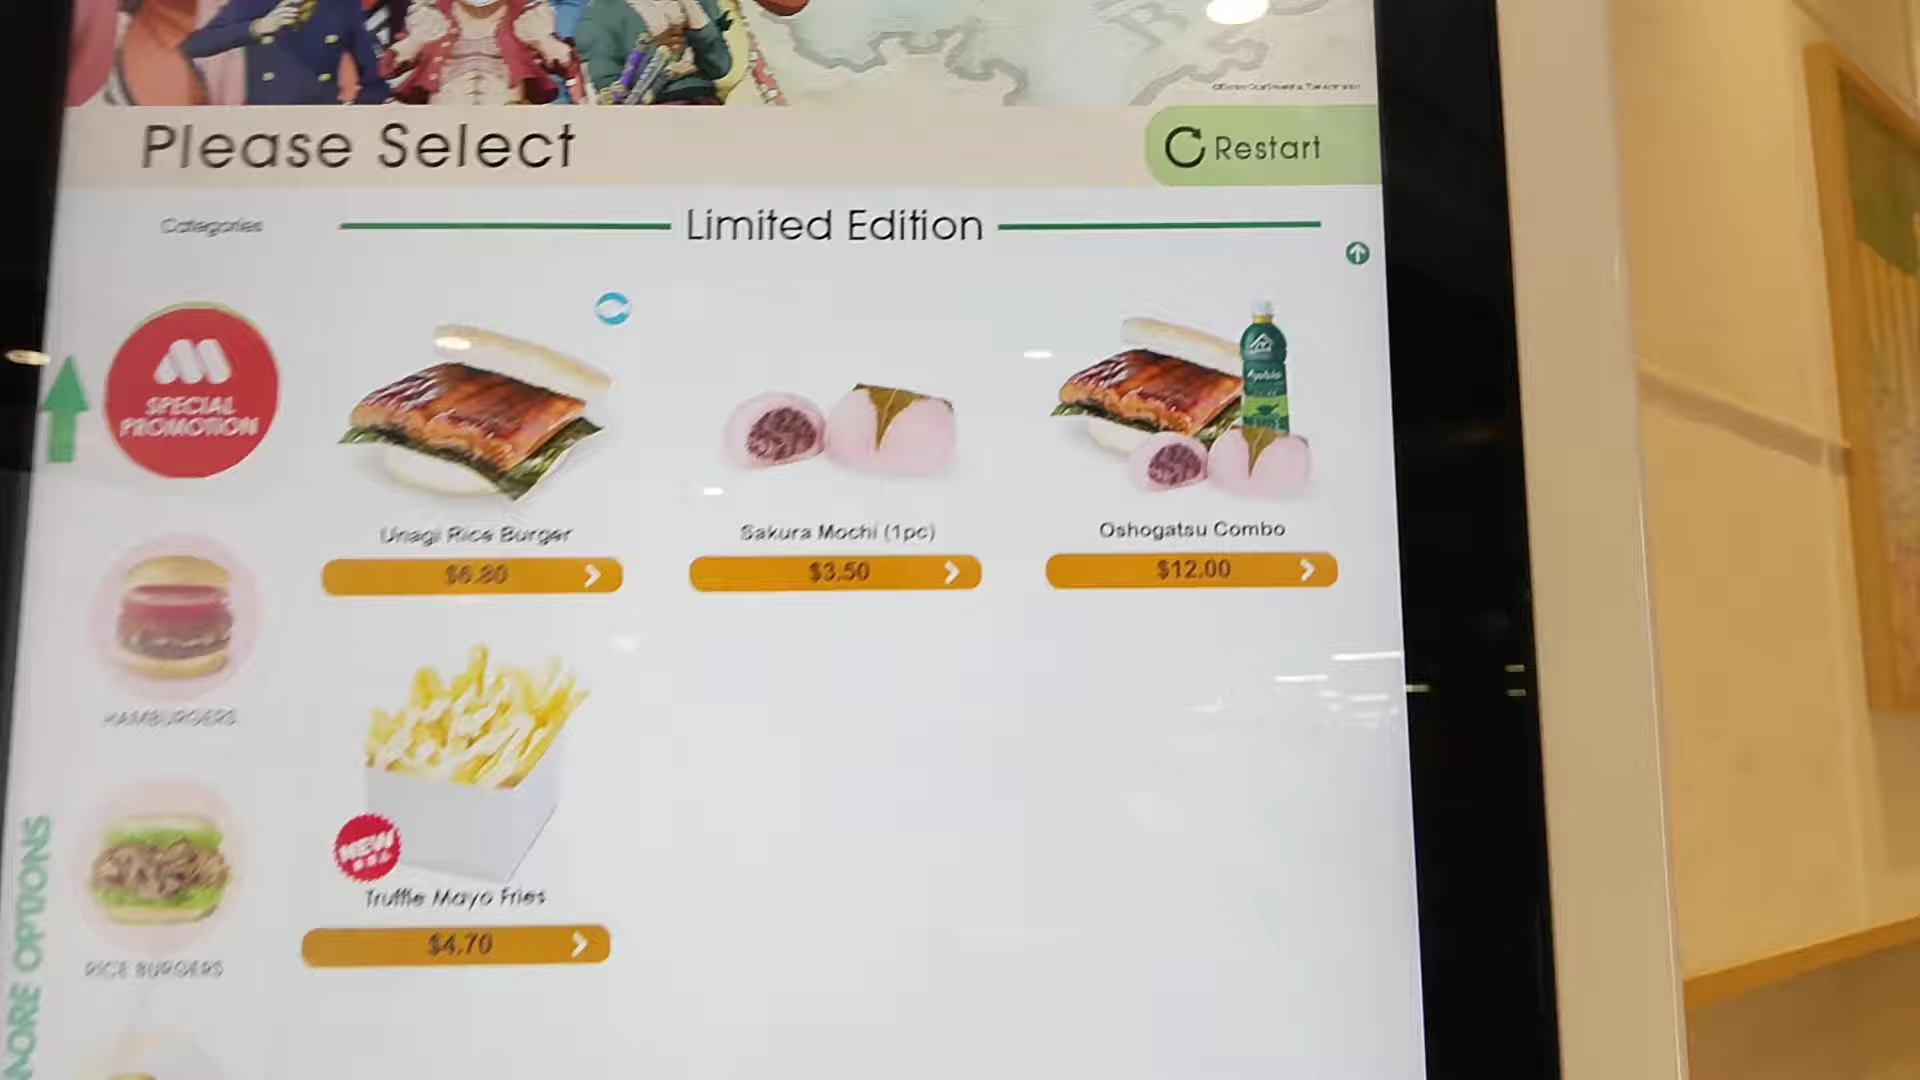 Please Select
Restart
Categories
Limited Edition
SPECIAL
PROMOTION
Unagi Rice Burger
Sakura Mochi (1pc)
Oshogatsu Combo
$6.80
$3.50
$12.00
HAMBURGERS
NEW
Truffle Mayo Fries
$4.70
RICE BURGERS
MORE OPTIONS